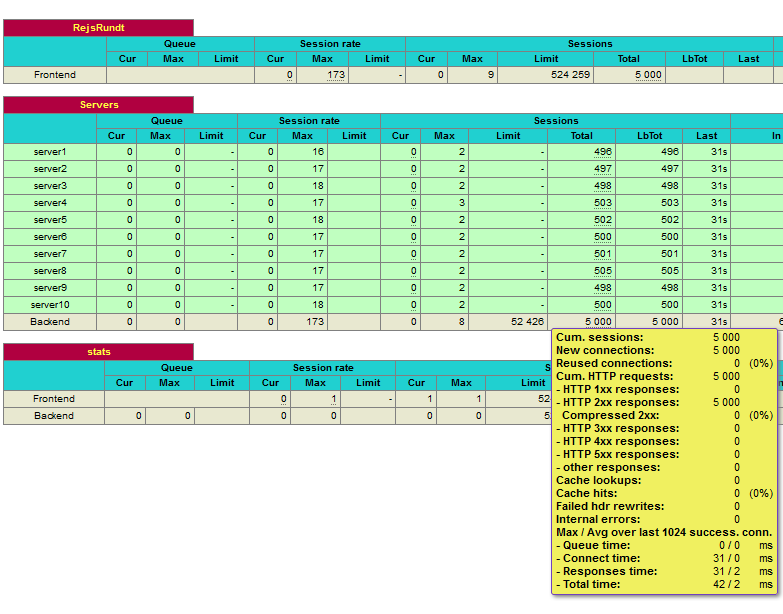 RejsRundt
Queue Session rate Sessions
Cur Max Limit Cur Max Limit Cur Max Limit Total LbTot Last
Frontend 0 173 - 0 9 524 259 5 000
Servers
Queue Session rate Sessions
Cur Max Limit Cur Max Limit Cur Max Limit Total LbTot Last In
server1 0 0 - 0 16 0 2 - 496 496 31s
server2 0 0 - 0 17 0 2 - 497 497 31s
server3 0 0 - 0 18 0 2 - 498 498 31s
server4 0 0 - 0 17 0 3 - 503 503 31s
server5 0 0 - 0 18 0 2 - 502 502 31s
server6 0 0 - 0 17 0 2 - 500 500 31s
server7 0 0 - 0 17 0 2 - 501 501 31s
server8 0 0 - 0 17 0 2 - 505 505 31s
server9 0 0 - 0 17 0 2 - 498 498 31s
server10 0 0 - 0 18 0 2 - 500 500 31s
Backend 0 0 0 173 0 8 52 426 5 000 5 000 31s
stats
Queue Session rate
Cur Max Limit Cur Max Limit Cur Max Limit
Frontend 0 1 - 1 1 52
Backend 0 0 0 0 0 0
Cum. sessions: 5 000
New connections: 5 000
Reused connections: 0 (0%)
Cum. HTTP requests: 5 000
- HTTP 1xx responses: 0
- HTTP 2xx responses: 5 000
Compressed 2xx: 0 (0%)
- HTTP 3xx responses: 0
- HTTP 4xx responses: 0
- HTTP 5xx responses: 0
- other responses: 0
Cache lookups: 0
Cache hits: 0 (0%)
Failed hdr rewrites: 0
Internal errors: 0
Max / Avg over last 1024 success. conn.
- Queue time: 0 / 0 ms
- Connect time: 31 / 0 ms
- Responses time: 31 / 2 ms
- Total time: 42 / 2 ms